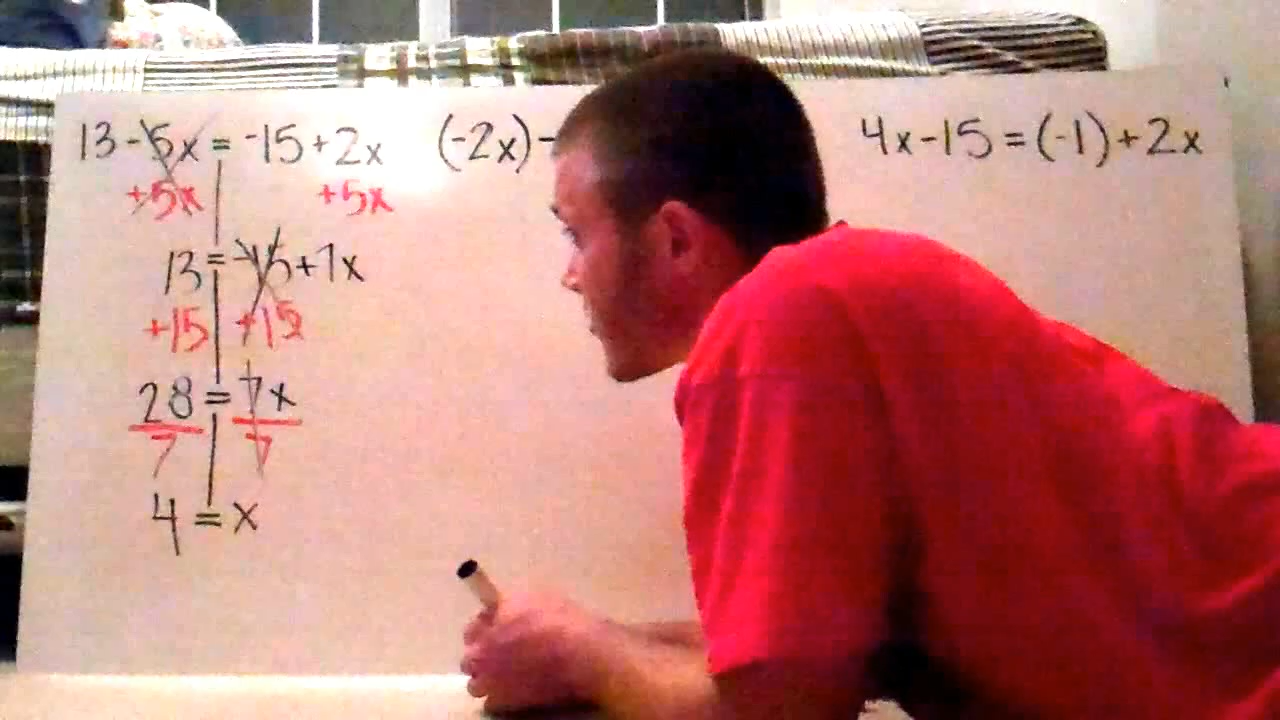 13-5x = -15+2x
+5x +5x
13 = -15+7x
+15 +15
28 = 7x
7 7
4 = x
(-2x)-
4x-15=(-1)+2x